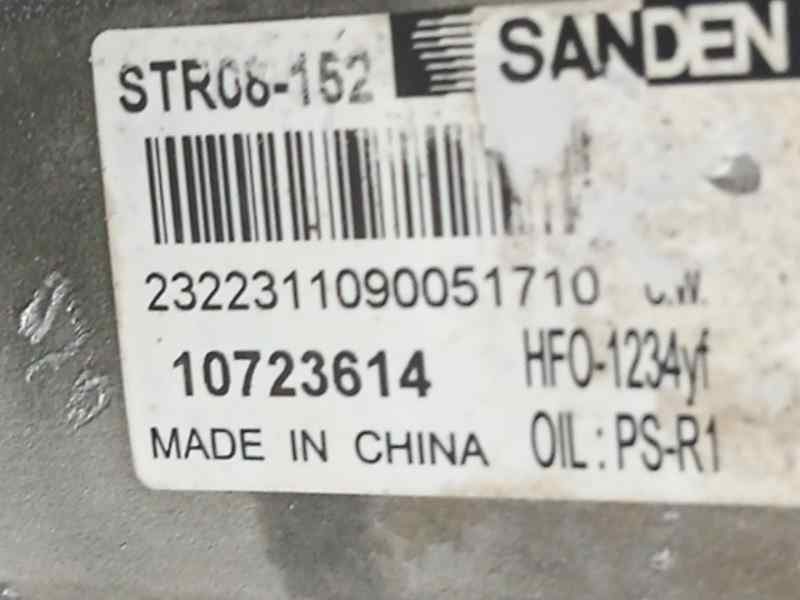 STR08-152 SANDEN
2322311090051710 C.W.
10723614 HFO-1234yf
MADE IN CHINA OIL: PS-R1